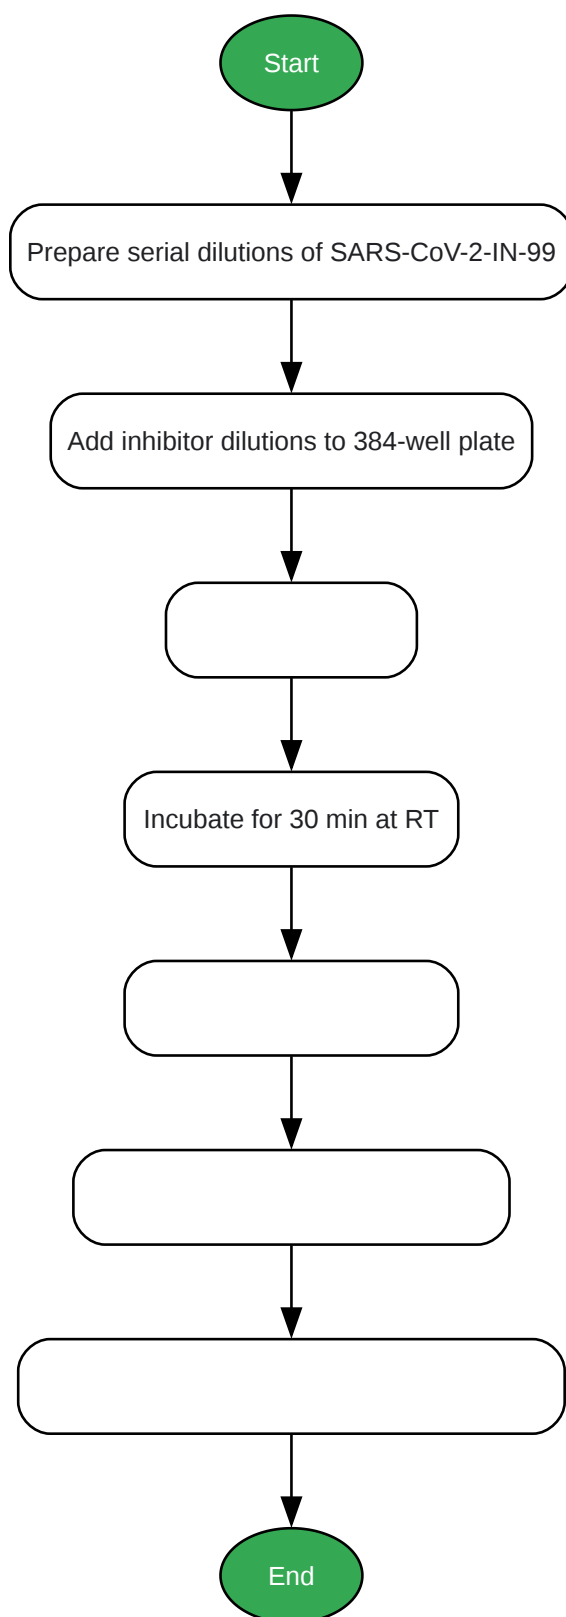 Start
Prepare serial dilutions of SARS-CoV-2-IN-99
Add inhibitor dilutions to 384-well plate
Incubate for 30 min at RT
End